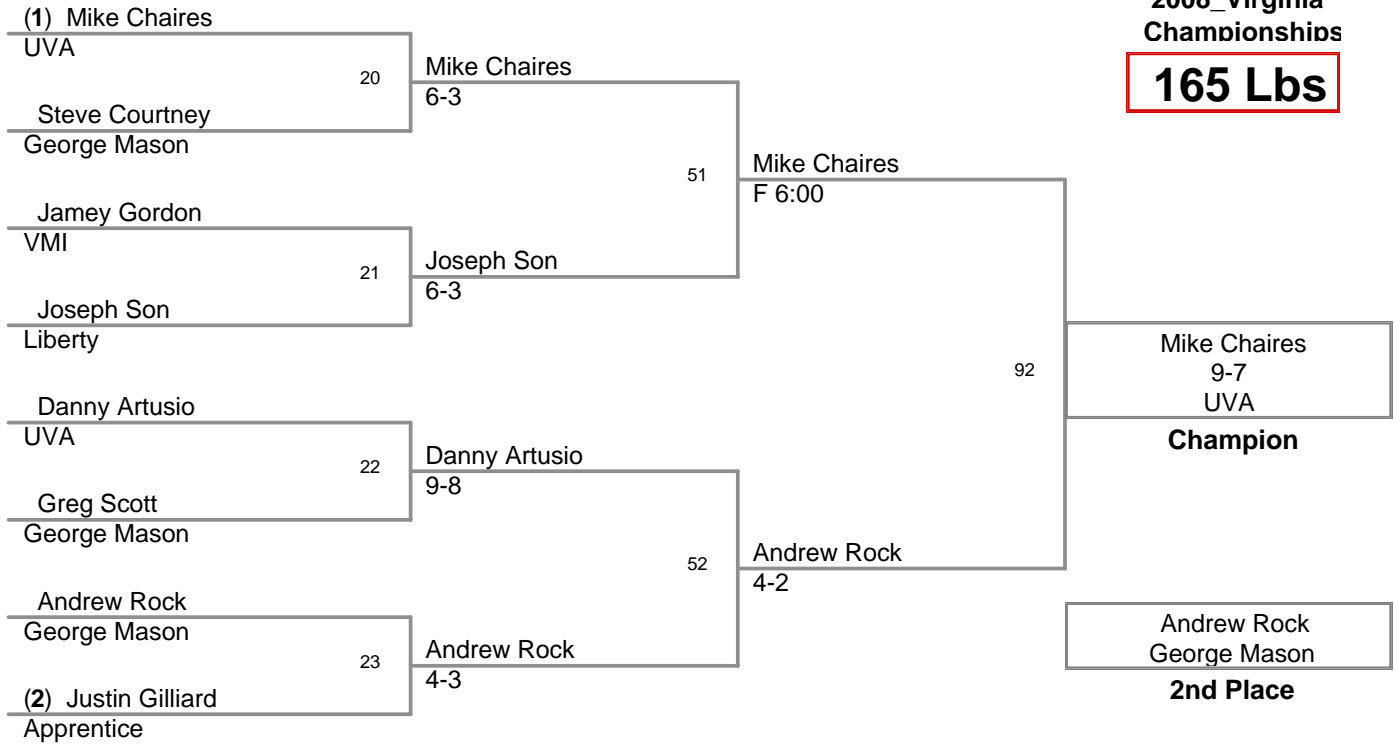 2008_Virginia
Championships
165 Lbs
(1) Mike Chaires
UVA
20
Steve Courtney
George Mason
Mike Chaires
6-3
Jamey Gordon
VMI
21
Joseph Son
Liberty
Joseph Son
6-3
51
Mike Chaires
F 6:00
Danny Artusio
UVA
22
Greg Scott
George Mason
Danny Artusio
9-8
Andrew Rock
George Mason
23
(2) Justin Gilliard
Apprentice
Andrew Rock
4-3
52
Andrew Rock
4-2
92
Mike Chaires
9-7
UVA
Champion
Andrew Rock
George Mason
2nd Place